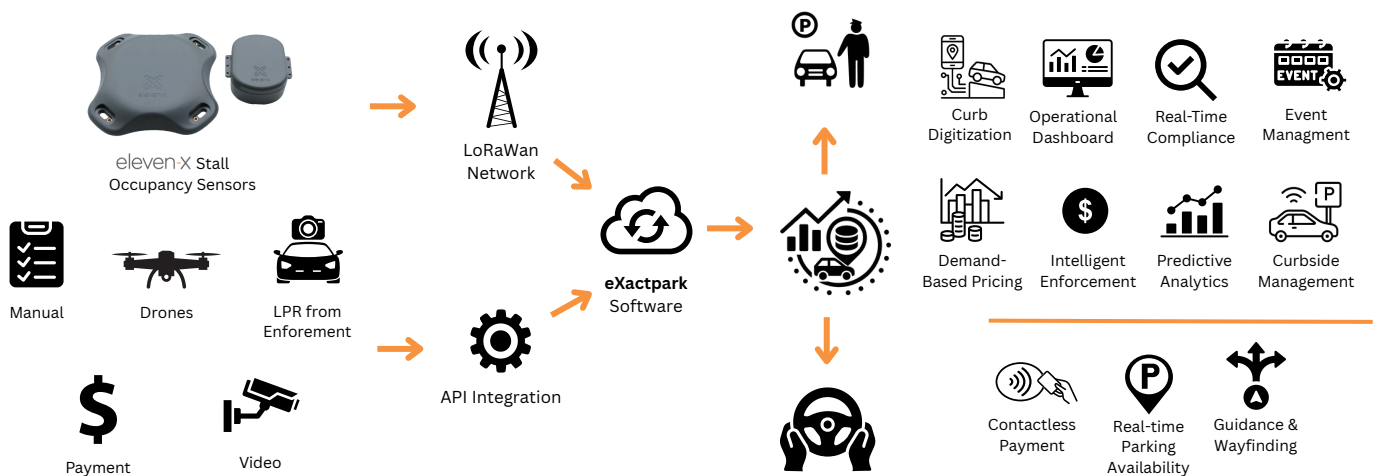 eleven-x Stall
Occupancy Sensors
LoRaWan
Network
Manual
Drones
LPR from
Enforement
API Integration
Payment
Video
eXactpark
Software
P
Curb
Digitization
Operational
Dashboard
Real-Time
Compliance
EVENT
Event
Managment
Demand-
Based Pricing
$
Intelligent
Enforcement
Predictive
Analytics
P
Curbside
Management
Contactless
Payment
P
Real-time
Parking
Availability
Guidance &
Wayfinding